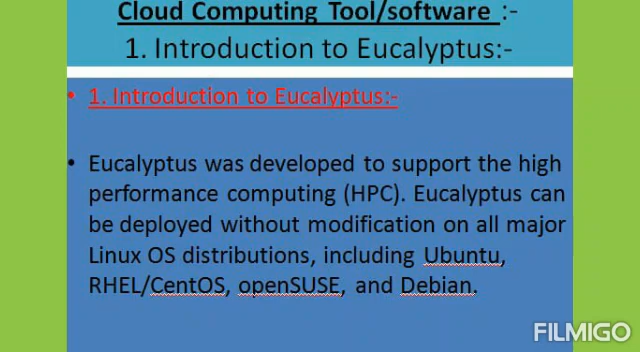 Cloud Computing Tool/software :-
1. Introduction to Eucalyptus:-
• 1. Introduction to Eucalyptus:-
• Eucalyptus was developed to support the high
performance computing (HPC). Eucalyptus can
be deployed without modification on all major
Linux OS distributions, including Ubuntu,
RHEL/CentOS, openSUSE, and Debian.
FILMIGO